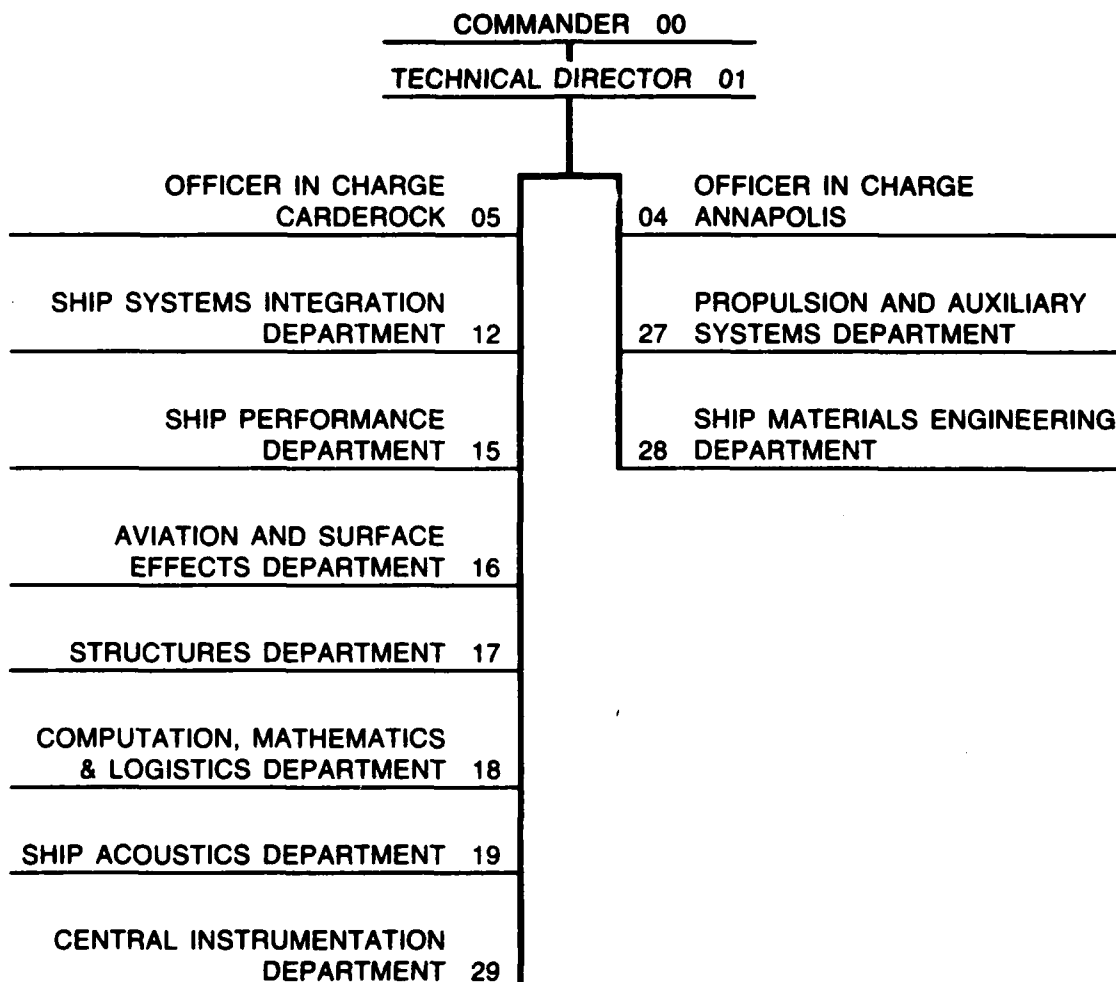 COMMANDER 00
TECHNICAL DIRECTOR 01
OFFICER IN CHARGE
CARDEROCK 05
OFFICER IN CHARGE
04 ANNAPOLIS
SHIP SYSTEMS INTEGRATION
DEPARTMENT 12
PROPULSION AND AUXILIARY
27 SYSTEMS DEPARTMENT
SHIP PERFORMANCE
DEPARTMENT 15
SHIP MATERIALS ENGINEERING
28 DEPARTMENT
AVIATION AND SURFACE
EFFECTS DEPARTMENT 16
STRUCTURES DEPARTMENT 17
COMPUTATION, MATHEMATICS
& LOGISTICS DEPARTMENT 18
SHIP ACOUSTICS DEPARTMENT 19
CENTRAL INSTRUMENTATION
DEPARTMENT 29